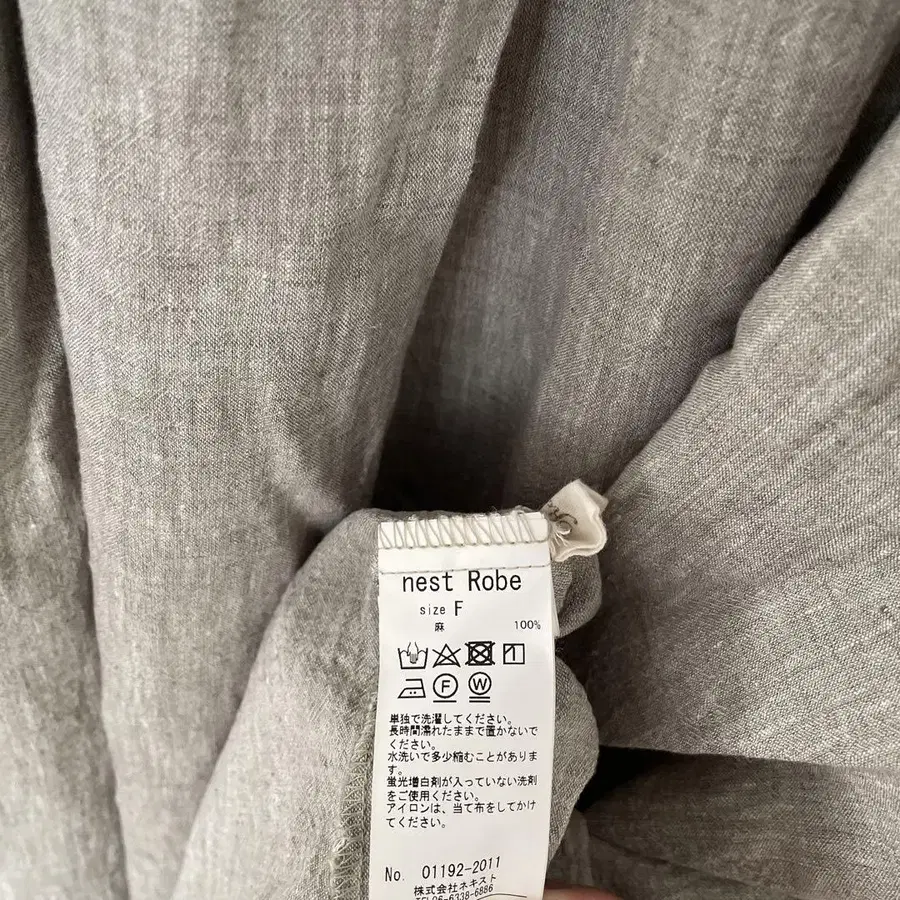 nest Robe
size F
麻 100%
F W
単独で洗濯してください。
長時間濡れたままで置かないで
ください。
水洗いで多少縮むことがありま
す。
蛍光増白剤が入っていない洗剤
をご使用ください。
アイロンは、当て布をしてかけ
てください。
No. 01192-2011
株式会社ネキスト
TEL06-6338-6886